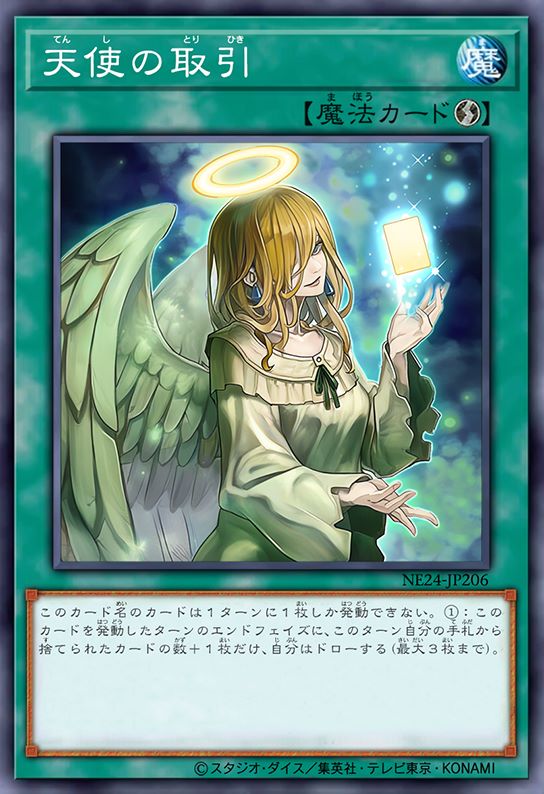 天使の取引
魔
【魔法カード】
NE24-JP206
このカード名のカードは１ターンに１枚しか発動できない。①：この
カードを発動したターンのエンドフェイズに、このターン自分の手札から
捨てられたカードの数＋１枚だけ、自分はドローする（最大３枚まで）。
©スタジオ・ダイス／集英社・テレビ東京・KONAMI